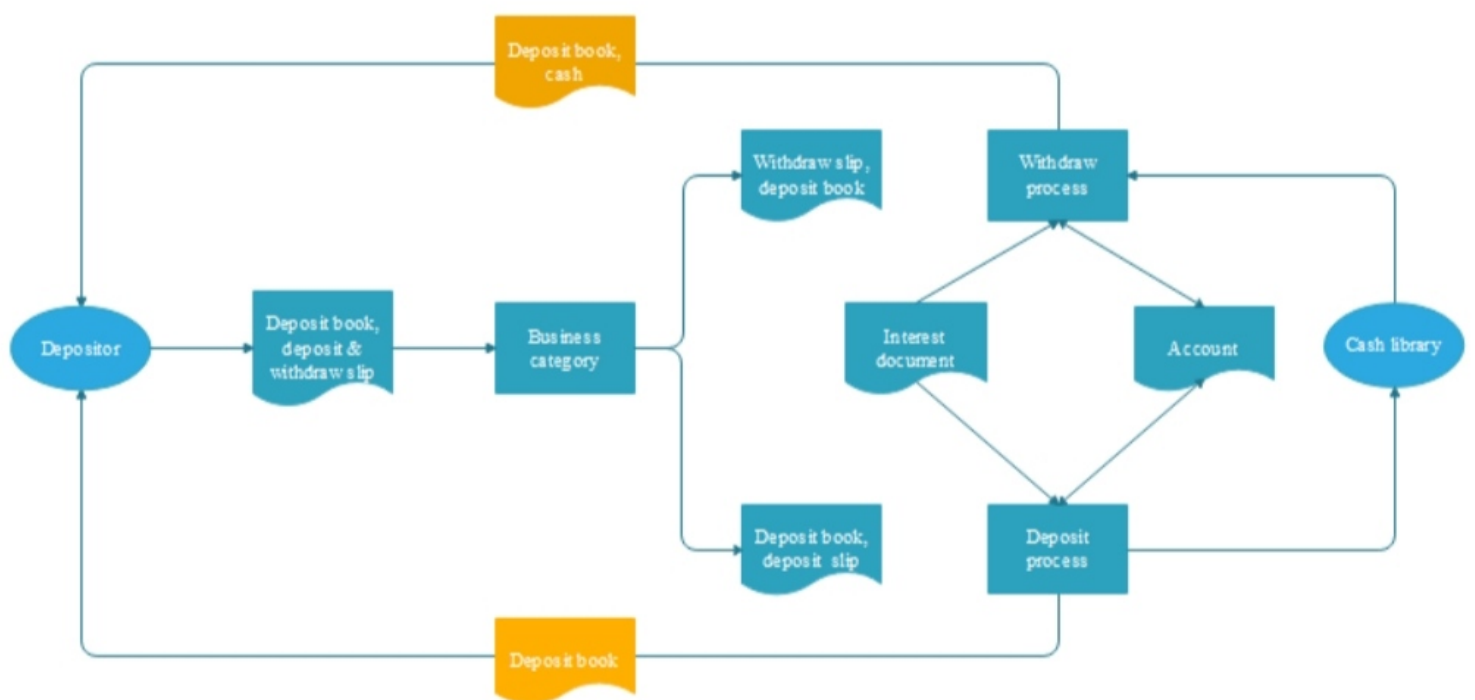 Deposit book,
cash
Withdraw slip,
deposit book
Withdraw
process
Depositor
Deposit book,
deposit &
withdraw slip
Business
category
Interest
document
Account
Cash library
Deposit book,
deposit slip
Deposit
process
Deposit book